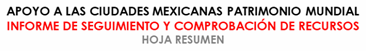 APOYO A LAS CIUDADES MEXICANAS PATRIMONIO MUNDIAL
INFORME DE SEGUIMIENTO Y COMPROBACIÓN DE RECURSOS
HOJA RESUMEN